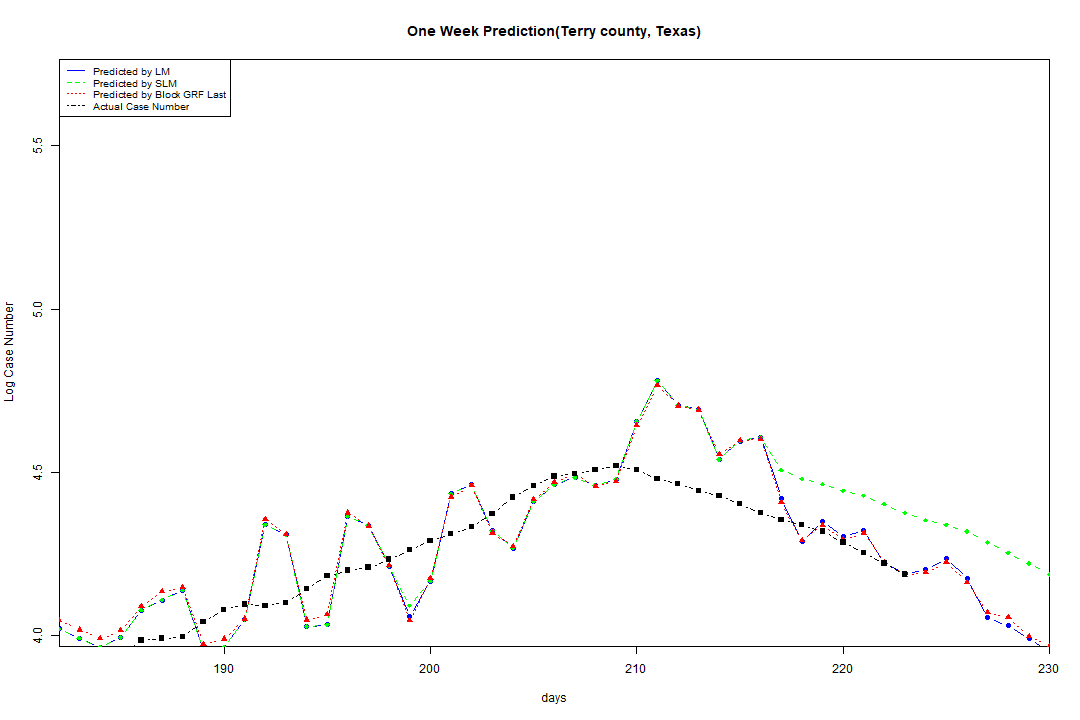 One Week Prediction(Terry county, Texas)
Predicted by LM
Predicted by SLM
Predicted by Block GRF Last
Actual Case Number
5.5
5.0
4.5
4.0
Log Case Number
190 200 210 220 230
days